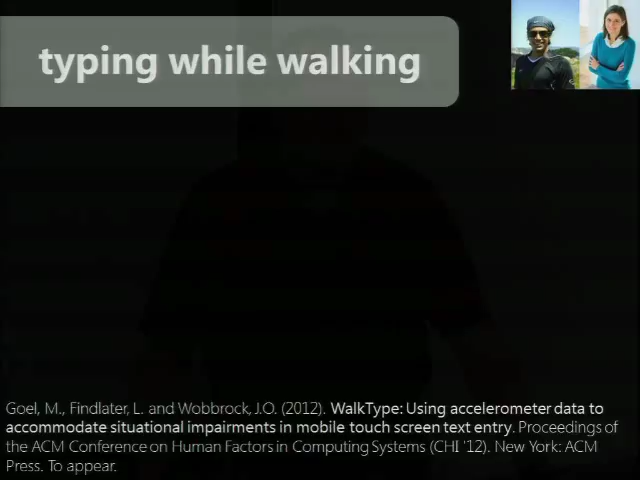 typing while walking
Goel, M., Findlater, L. and Wobbrock, J.O. (2012). WalkType: Using accelerometer data to
accommodate situational impairments in mobile touch screen text entry. Proceedings of
the ACM Conference on Human Factors in Computing Systems (CHI '12). New York: ACM
Press. To appear.